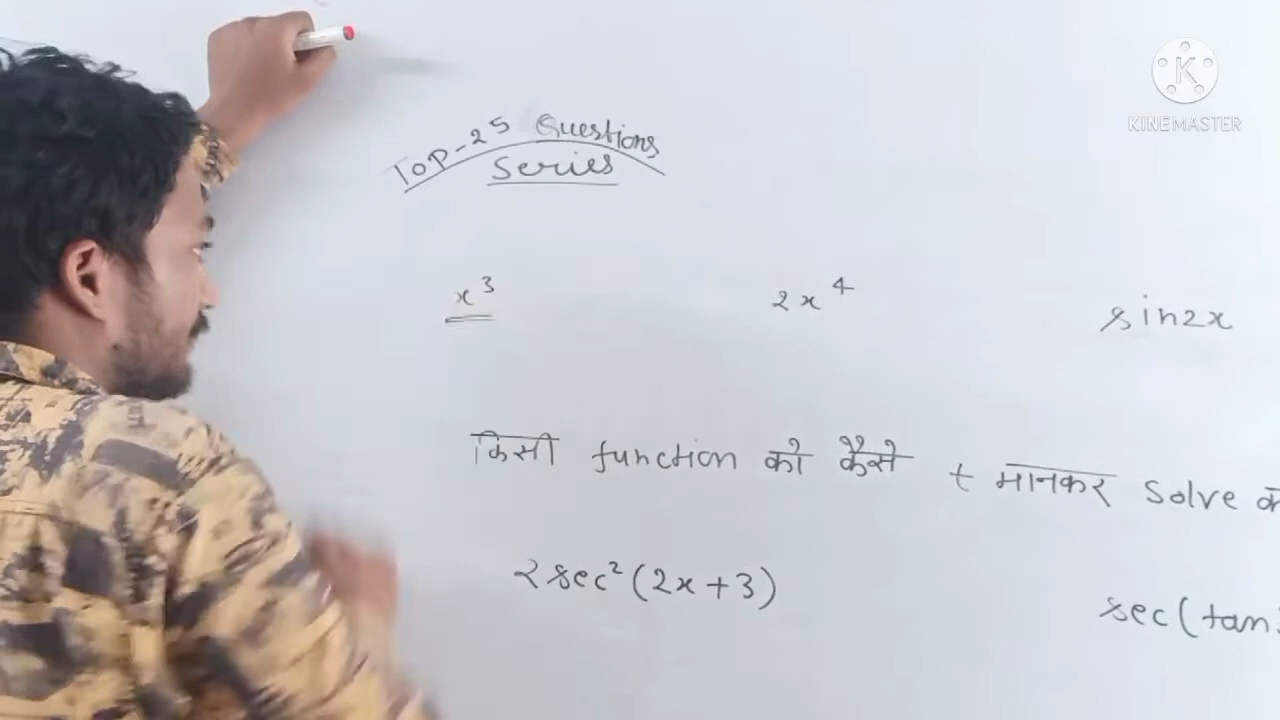 Top-25 Questions
Series
x³ 2x⁴ sin2x
किसी function को कैसे t मानकर Solve
2sec²(2x+3) sec(tan
KINEMASTER